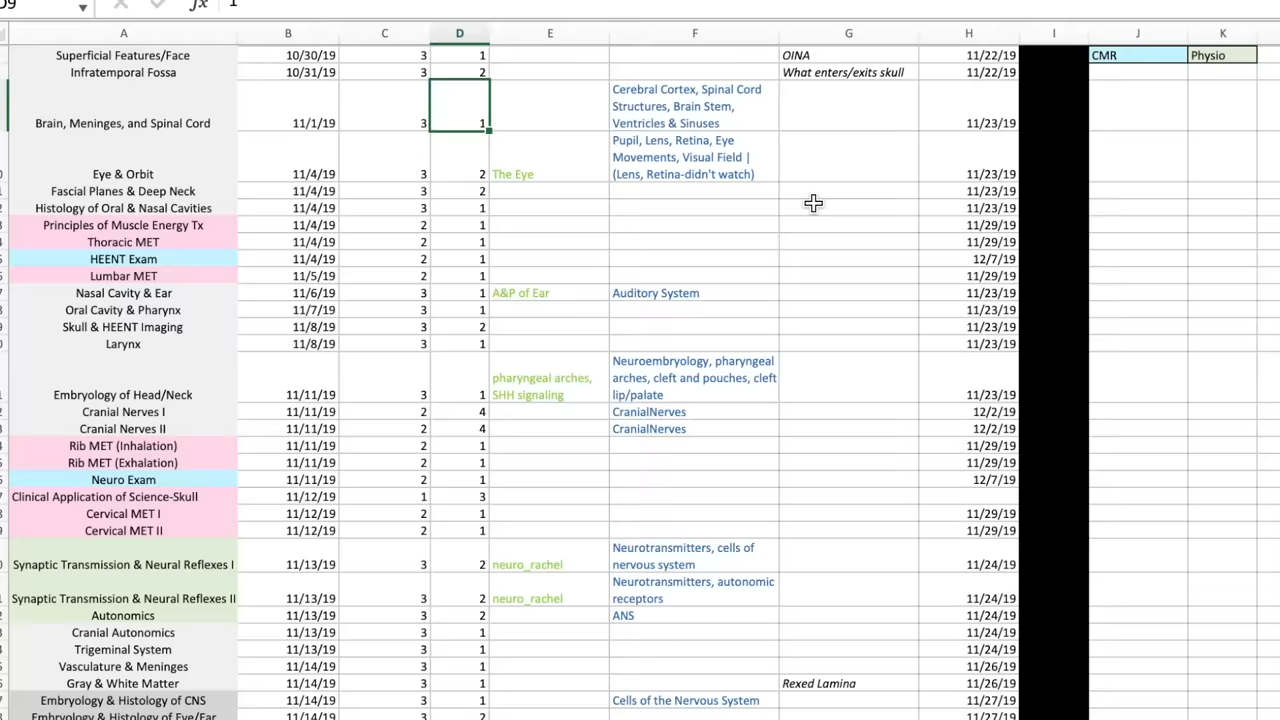 D9 fx 1
A B C D E F G H I J K
Superficial Features/Face 10/30/19 3 1 OINA 11/22/19 CMR Physio
Infratemporal Fossa 10/31/19 3 2 What enters/exits skull 11/22/19
Cerebral Cortex, Spinal Cord
Structures, Brain Stem,
Brain, Meninges, and Spinal Cord 11/1/19 3 1 Ventricles & Sinuses 11/23/19
Pupil, Lens, Retina, Eye
Movements, Visual Field |
Eye & Orbit 11/4/19 3 2 The Eye (Lens, Retina-didn't watch) 11/23/19
Fascial Planes & Deep Neck 11/4/19 3 2 11/23/19
Histology of Oral & Nasal Cavities 11/4/19 3 1 11/23/19
Principles of Muscle Energy Tx 11/4/19 2 1 11/29/19
Thoracic MET 11/4/19 2 1 11/29/19
HEENT Exam 11/4/19 2 1 12/7/19
Lumbar MET 11/5/19 2 1 11/29/19
Nasal Cavity & Ear 11/6/19 3 1 A&P of Ear Auditory System 11/23/19
Oral Cavity & Pharynx 11/7/19 3 1 11/23/19
Skull & HEENT Imaging 11/8/19 3 2 11/23/19
Larynx 11/8/19 3 1 11/23/19
Neuroembryology, pharyngeal
pharyngeal arches, arches, cleft and pouches, cleft
Embryology of Head/Neck 11/11/19 3 1 SHH signaling lip/palate 11/23/19
Cranial Nerves I 11/11/19 2 4 CranialNerves 12/2/19
Cranial Nerves II 11/11/19 2 4 CranialNerves 12/2/19
Rib MET (Inhalation) 11/11/19 2 1 11/29/19
Rib MET (Exhalation) 11/11/19 2 1 11/29/19
Neuro Exam 11/11/19 2 1 12/7/19
Clinical Application of Science-Skull 11/12/19 1 3
Cervical MET I 11/12/19 2 1 11/29/19
Cervical MET II 11/12/19 2 1 11/29/19
Neurotransmitters, cells of
Synaptic Transmission & Neural Reflexes I 11/13/19 3 2 neuro_rachel nervous system 11/24/19
Neurotransmitters, autonomic
Synaptic Transmission & Neural Reflexes II 11/13/19 3 2 neuro_rachel receptors 11/24/19
Autonomics 11/13/19 3 2 ANS 11/24/19
Cranial Autonomics 11/13/19 3 1 11/24/19
Trigeminal System 11/13/19 3 1 11/24/19
Vasculature & Meninges 11/14/19 3 1 11/26/19
Gray & White Matter 11/14/19 3 1 Rexed Lamina 11/26/19
Embryology & Histology of CNS 11/14/19 3 1 Cells of the Nervous System 11/27/19
Embryology & Histology of Eye/Ear 11/14/19 3 2 11/27/19